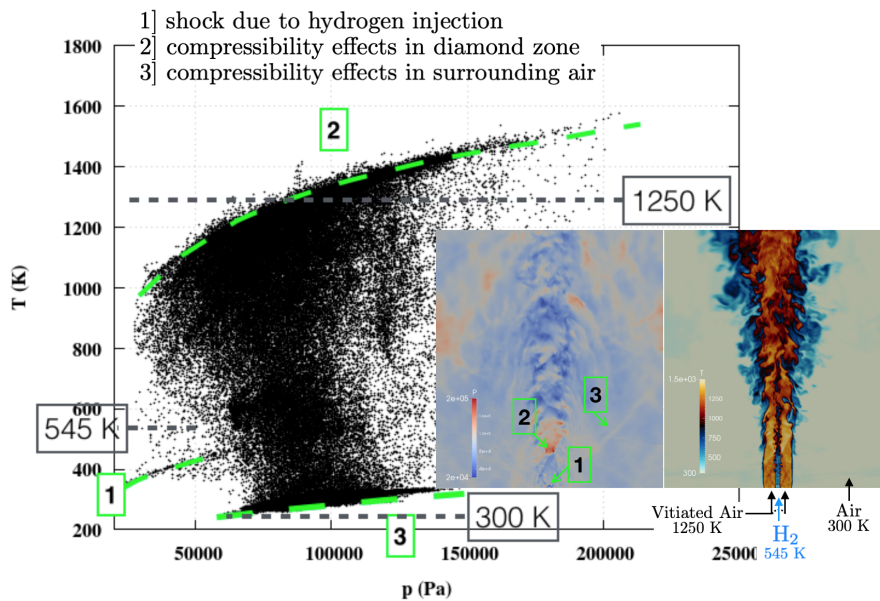 1] shock due to hydrogen injection
2] compressibility effects in diamond zone
3] compressibility effects in surrounding air
1800
1600
1400
1200
1000
800
600
400
200
T (K)
2
1250 K
545 K
1
300 K
3
50000
100000
150000
200000
25000
p (Pa)
P
2e+05
2e+04
2
3
1
T
1.5e+03
1250
1000
750
500
300
Vitiated Air
1250 K
H2
545 K
Air
300 K